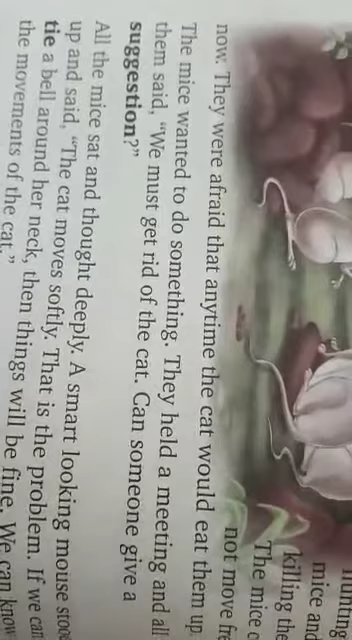 hunting
mice an
killing th
The mice c
not move fr
now. They were afraid that anytime the cat would eat them up.
The mice wanted to do something. They held a meeting and all
them said, “We must get rid of the cat. Can someone give a
suggestion?”
All the mice sat and thought deeply. A smart looking mouse stoo
up and said, “The cat moves softly. That is the problem. If we can
tie a bell around her neck, then things will be fine. We can know
the movements of the cat.”